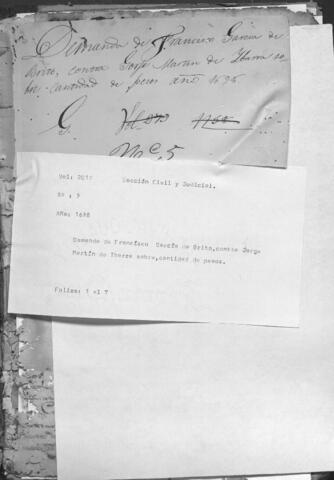 Demanda de Francisco Garcia de
Brito, contra Jorge Martin de Ibarra so
bre cantidad de pesos año 1698
Nº c. 5
Vol: 2017 Sección Civil y Judicial.
Nº : 5
Año: 1698
Demanda de Francisco García de Brito, contra Jorge
Martín de Ibarra sobre, cantidad de pesos.
Folios: 1 al 7